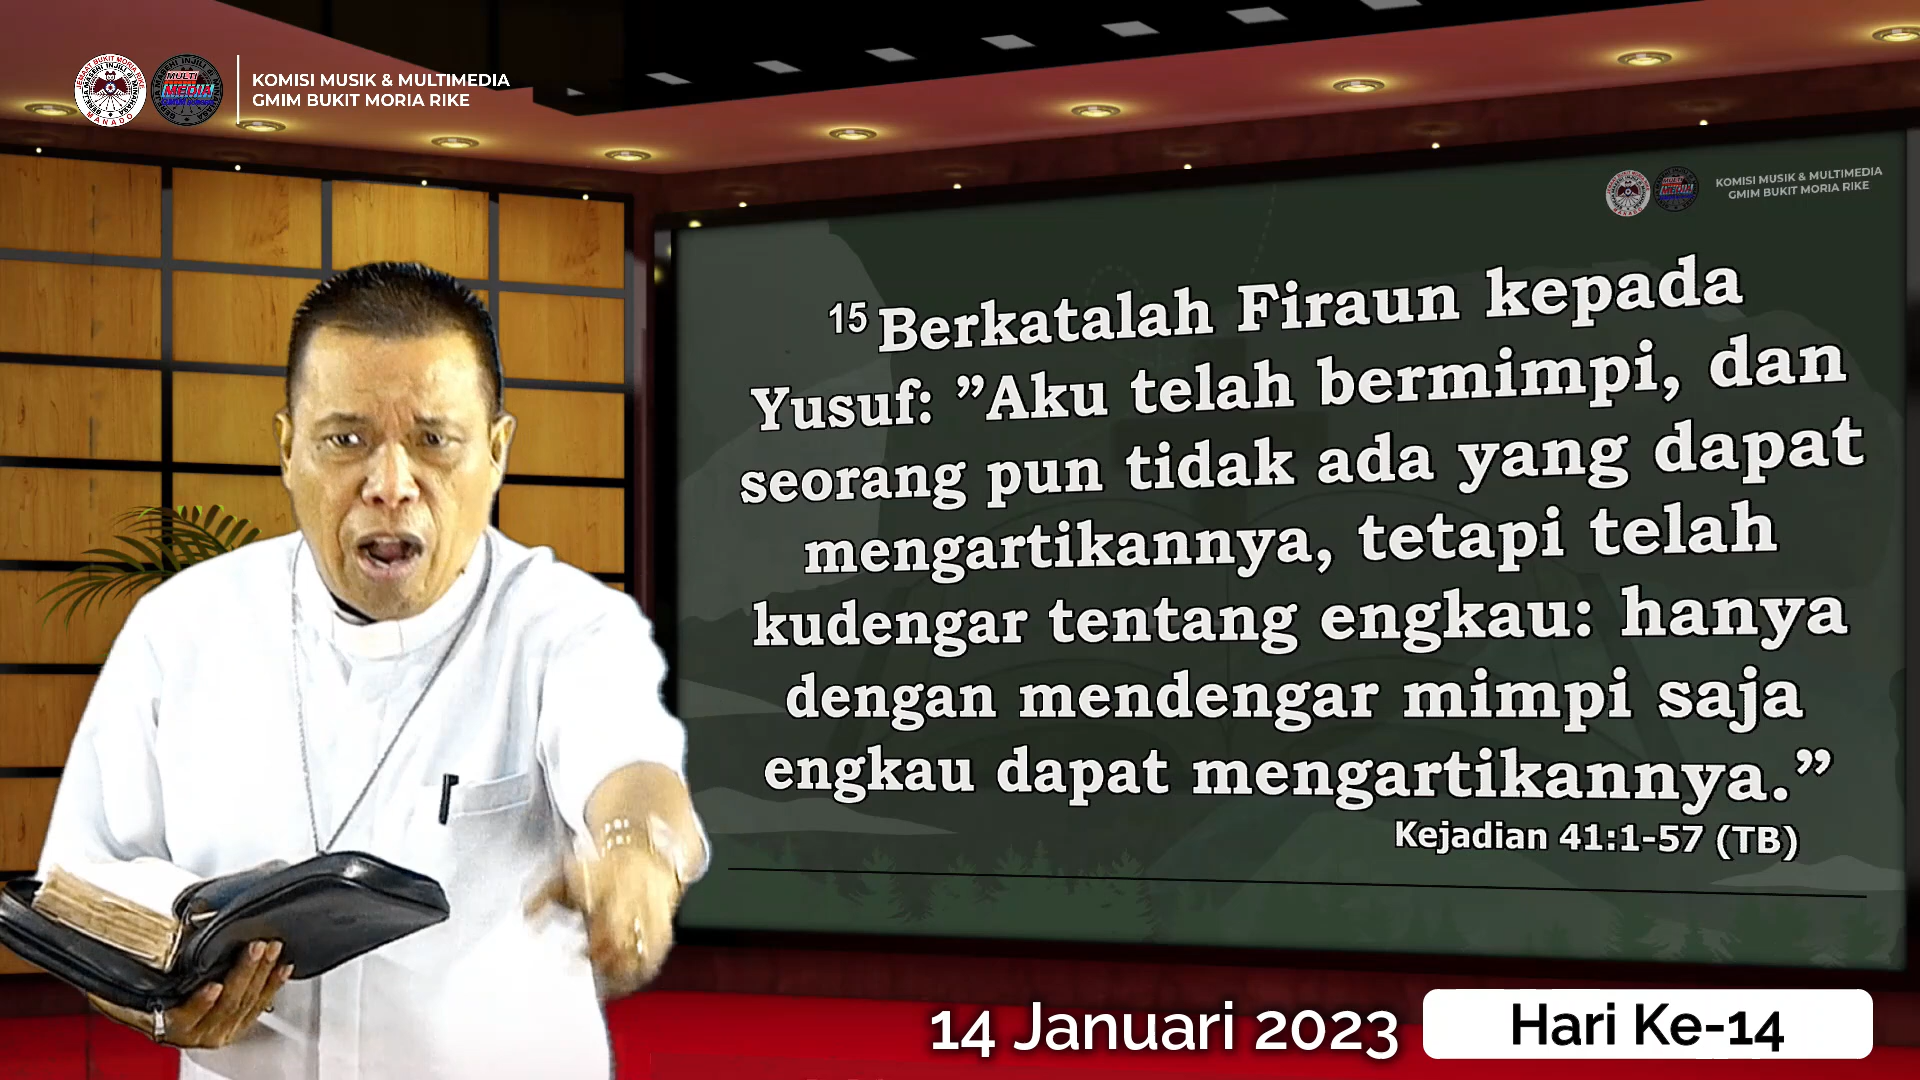 KOMISI MUSIK & MULTIMEDIA
GMIM BUKIT MORIA RIKE
KOMISI MUSIK & MULTIMEDIA
GMIM BUKIT MORIA RIKE
15 Berkatalah Firaun kepada
Yusuf: ”Aku telah bermimpi, dan
seorang pun tidak ada yang dapat
mengartikannya, tetapi telah
kudengar tentang engkau: hanya
dengan mendengar mimpi saja
engkau dapat mengartikannya.”
Kejadian 41:1-57 (TB)
14 Januari 2023
Hari Ke-14